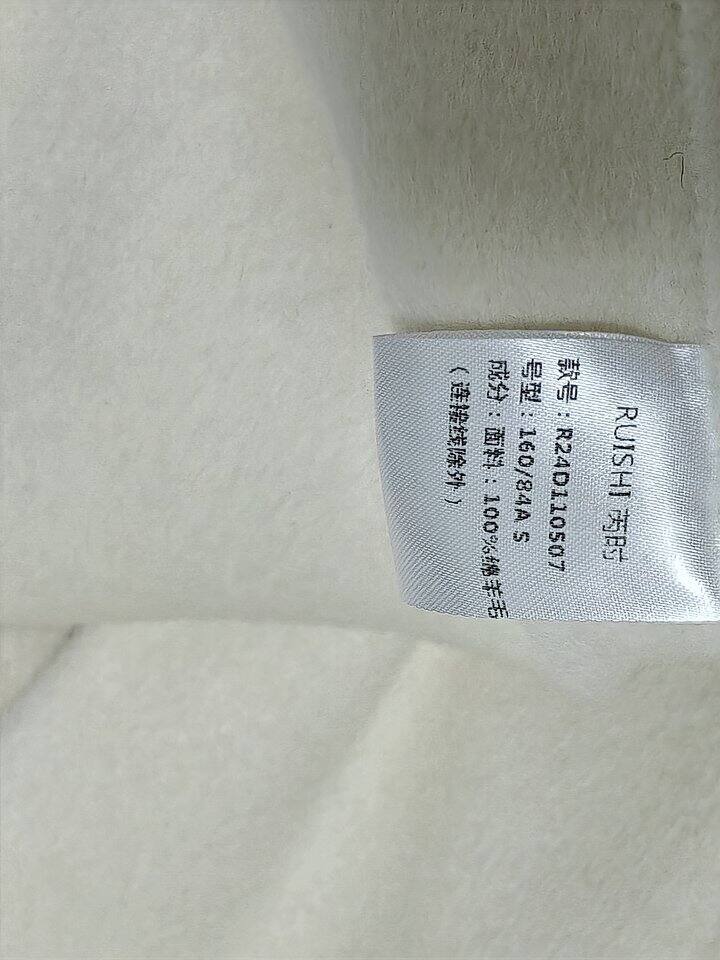 RUISHI 芮时
款号：R24D110507
号型：160/84A S
成分：面料：100%绵羊毛
（连接线除外）